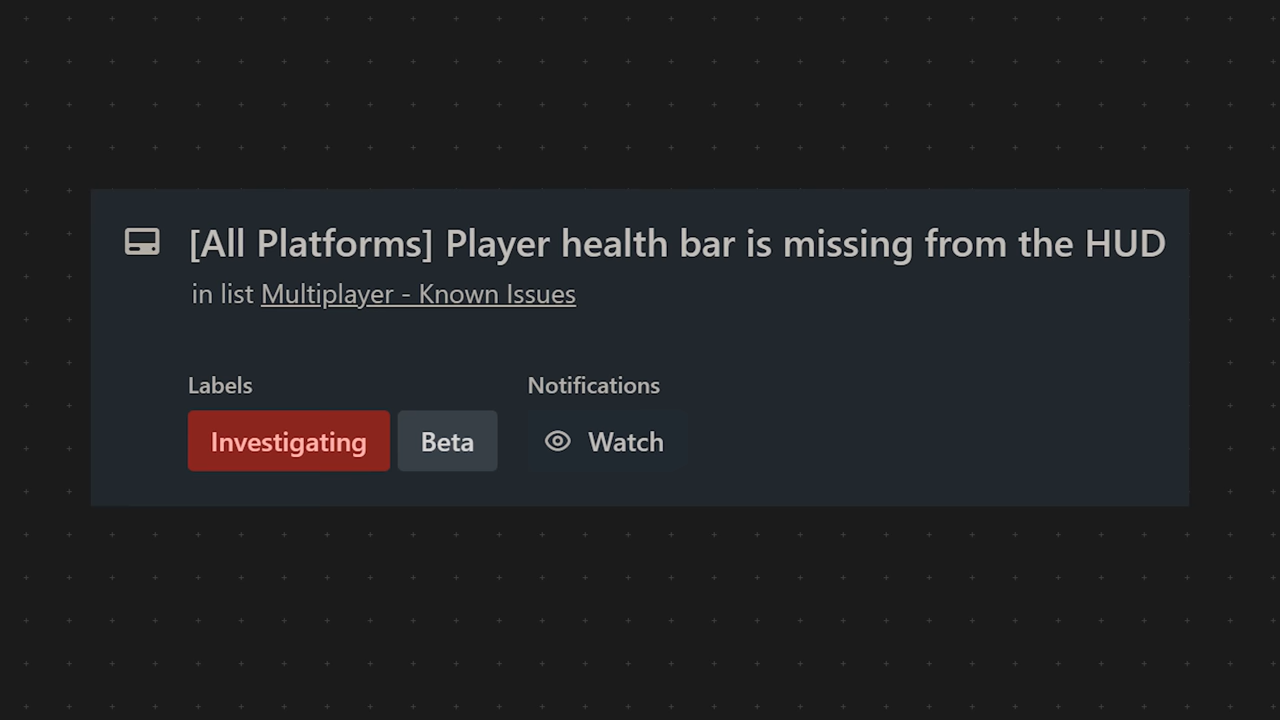 [All Platforms] Player health bar is missing from the HUD
in list Multiplayer - Known Issues
Labels
Notifications
Investigating
Beta
Watch